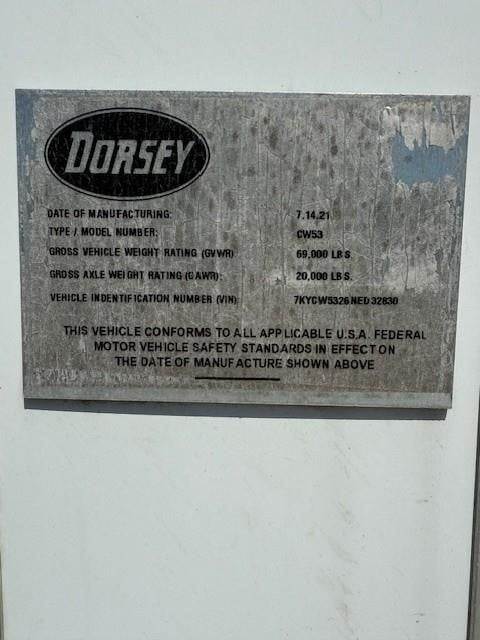 DORSEY
DATE OF MANUFACTURING: 7.14.21
TYPE / MODEL NUMBER: CW53
GROSS VEHICLE WEIGHT RATING (GVWR): 69,000 LBS.
GROSS AXLE WEIGHT RATING (GAWR): 20,000 LBS.
VEHICLE INDENTIFICATION NUMBER (VIN): 7KYCW5326NED32830
THIS VEHICLE CONFORMS TO ALL APPLICABLE U.S.A. FEDERAL
MOTOR VEHICLE SAFETY STANDARDS IN EFFECT ON
THE DATE OF MANUFACTURE SHOWN ABOVE